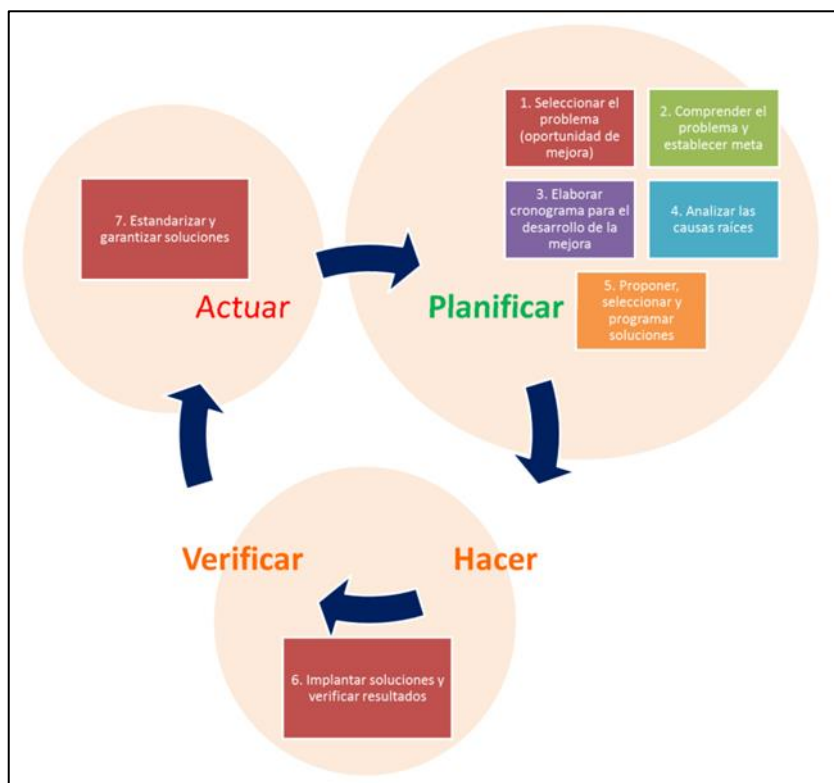 1. Seleccionar el
problema
(oportunidad de
mejora)
2. Comprender el
problema y
establecer meta
3. Elaborar
cronograma para el
desarrollo de la
mejora
4. Analizar las
causas raíces
5. Proponer,
seleccionar y
programar
soluciones
Planificar
Hacer
Verificar
6. Implantar soluciones y
verificar resultados
7. Estandarizar y
garantizar soluciones
Actuar